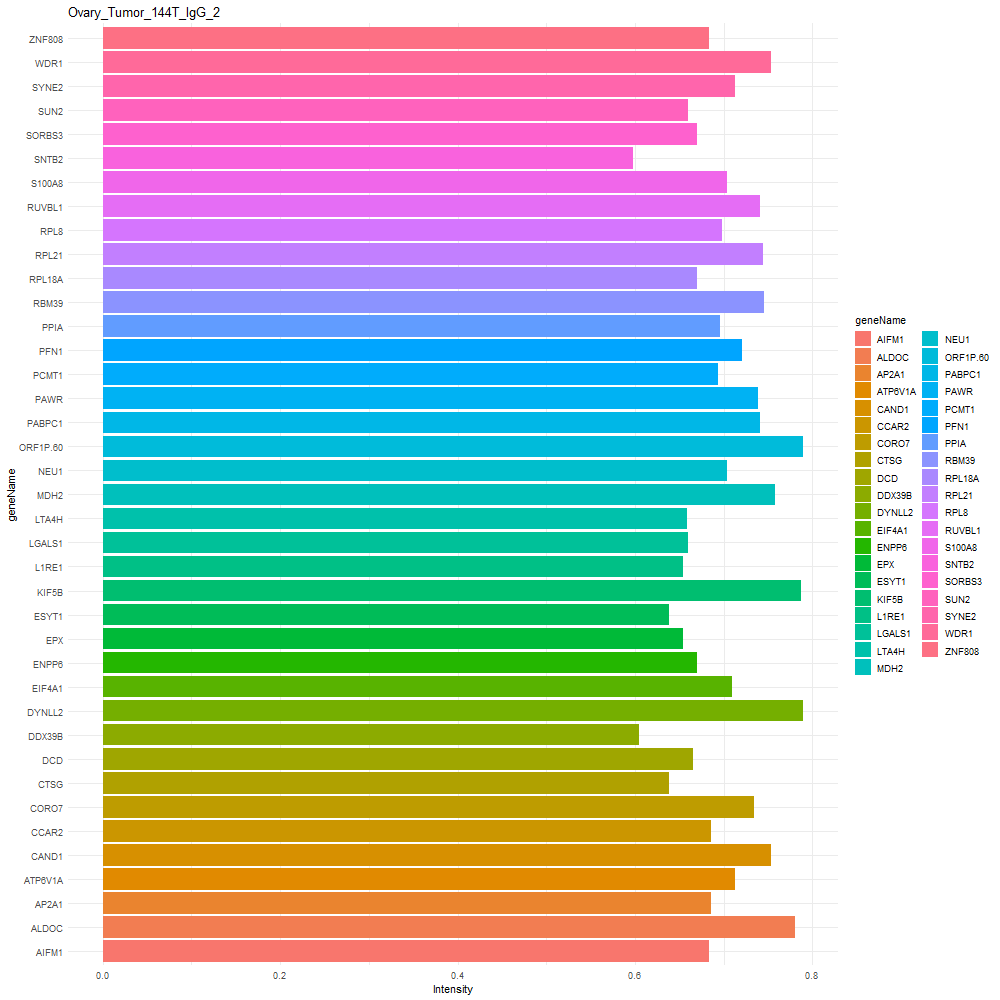 Ovary_Tumor_144T_IgG_2
ZNF808
WDR1
SYNE2
SUN2
SORBS3
SNTB2
S100A8
RUVBL1
RPL8
RPL21
RPL18A
RBM39
PPIA
PFN1
PCMT1
PAWR
PABPC1
ORF1P.60
NEU1
MDH2
LTA4H
LGALS1
L1RE1
KIF5B
ESYT1
EPX
ENPP6
EIF4A1
DYNLL2
DDX39B
DCD
CTSG
CORO7
CCAR2
CAND1
ATP6V1A
AP2A1
ALDOC
AIFM1
geneName
0.0 0.2 0.4 0.6 0.8
Intensity
geneName
AIFM1 NEU1
ALDOC ORF1P.60
AP2A1 PABPC1
ATP6V1A PAWR
CAND1 PCMT1
CCAR2 PFN1
CORO7 PPIA
CTSG RBM39
DCD RPL18A
DDX39B RPL21
DYNLL2 RPL8
EIF4A1 RUVBL1
ENPP6 S100A8
EPX SNTB2
ESYT1 SORBS3
KIF5B SUN2
L1RE1 SYNE2
LGALS1 WDR1
LTA4H ZNF808
MDH2